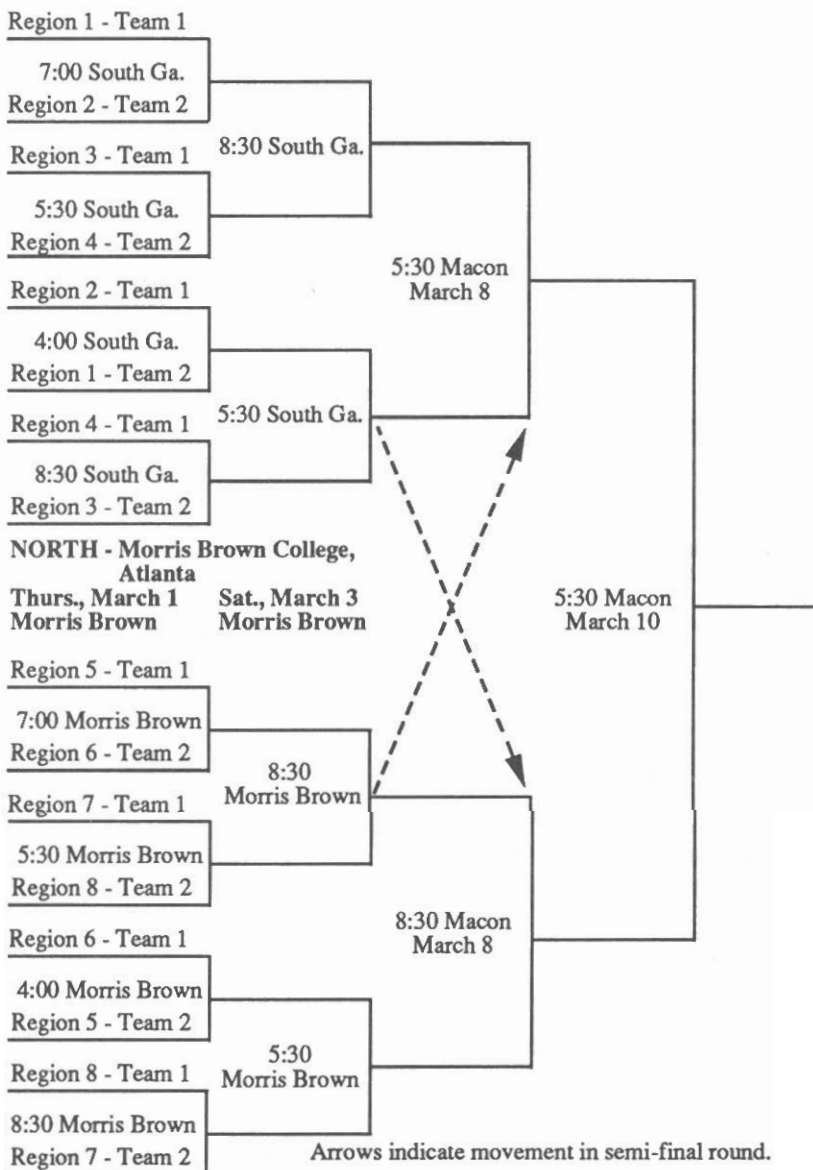 Region 1 - Team 1
7:00 South Ga.
Region 2 - Team 2
Region 3 - Team 1
8:30 South Ga.
5:30 South Ga.
Region 4 - Team 2
5:30 Macon
March 8
Region 2 - Team 1
4:00 South Ga.
Region 1 - Team 2
5:30 South Ga.
Region 4 - Team 1
8:30 South Ga.
Region 3 - Team 2
NORTH - Morris Brown College,
Atlanta
Thurs., March 1
Morris Brown
Sat., March 3
Morris Brown
5:30 Macon
March 10
Region 5 - Team 1
7:00 Morris Brown
Region 6 - Team 2
8:30
Morris Brown
Region 7 - Team 1
5:30 Morris Brown
Region 8 - Team 2
8:30 Macon
March 8
Region 6 - Team 1
4:00 Morris Brown
Region 5 - Team 2
5:30
Morris Brown
Region 8 - Team 1
8:30 Morris Brown
Region 7 - Team 2
Arrows indicate movement in semi-final round.